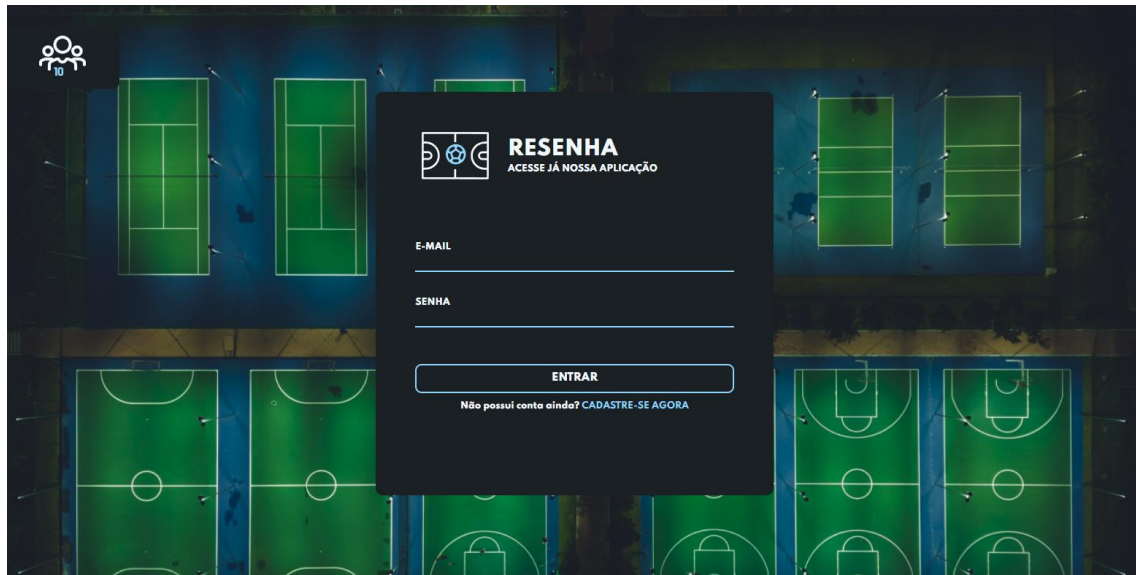 10
RESENHA
ACESSE JÁ NOSSA APLICAÇÃO
E-MAIL
SENHA
ENTRAR
Não possui conta ainda? CADASTRE-SE AGORA